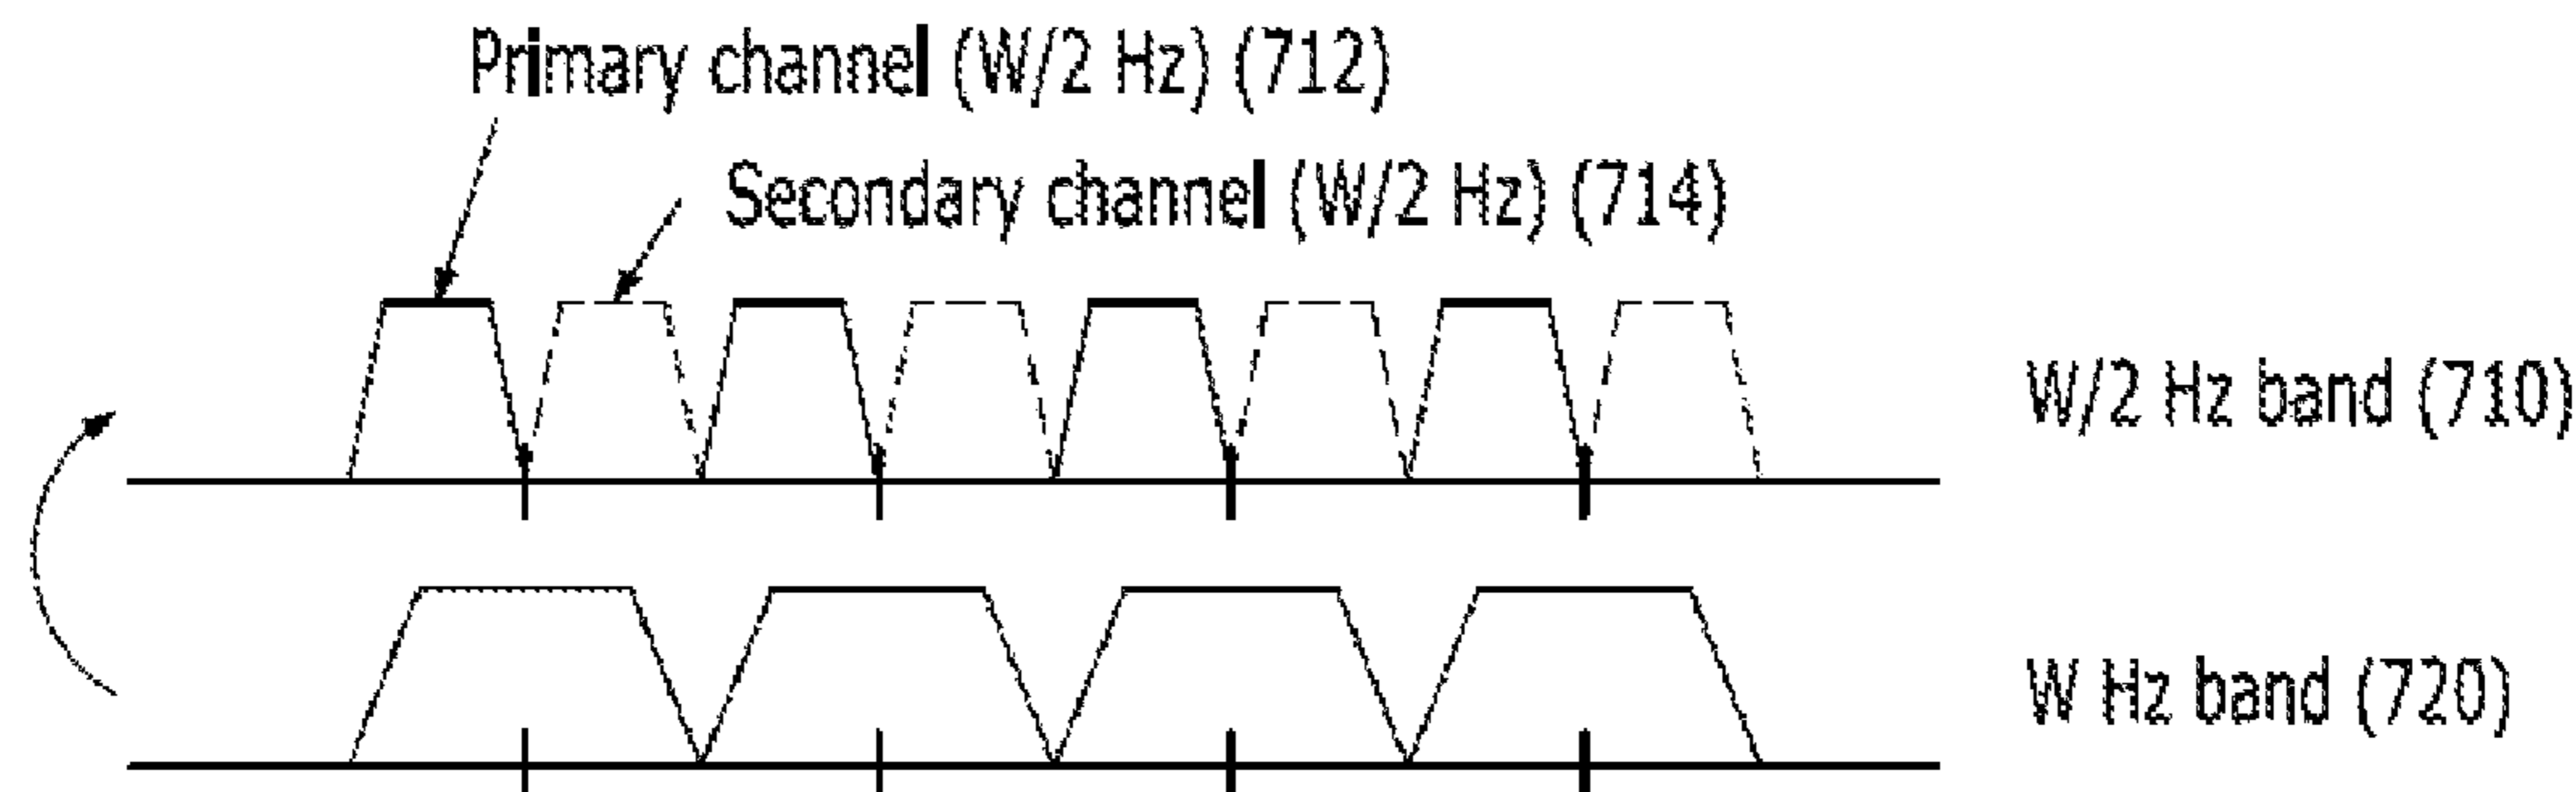 Primary channel (W/2 Hz) (712)
Secondary channel (W/2 Hz) (714)
W/2 Hz band (710)
W Hz band (720)